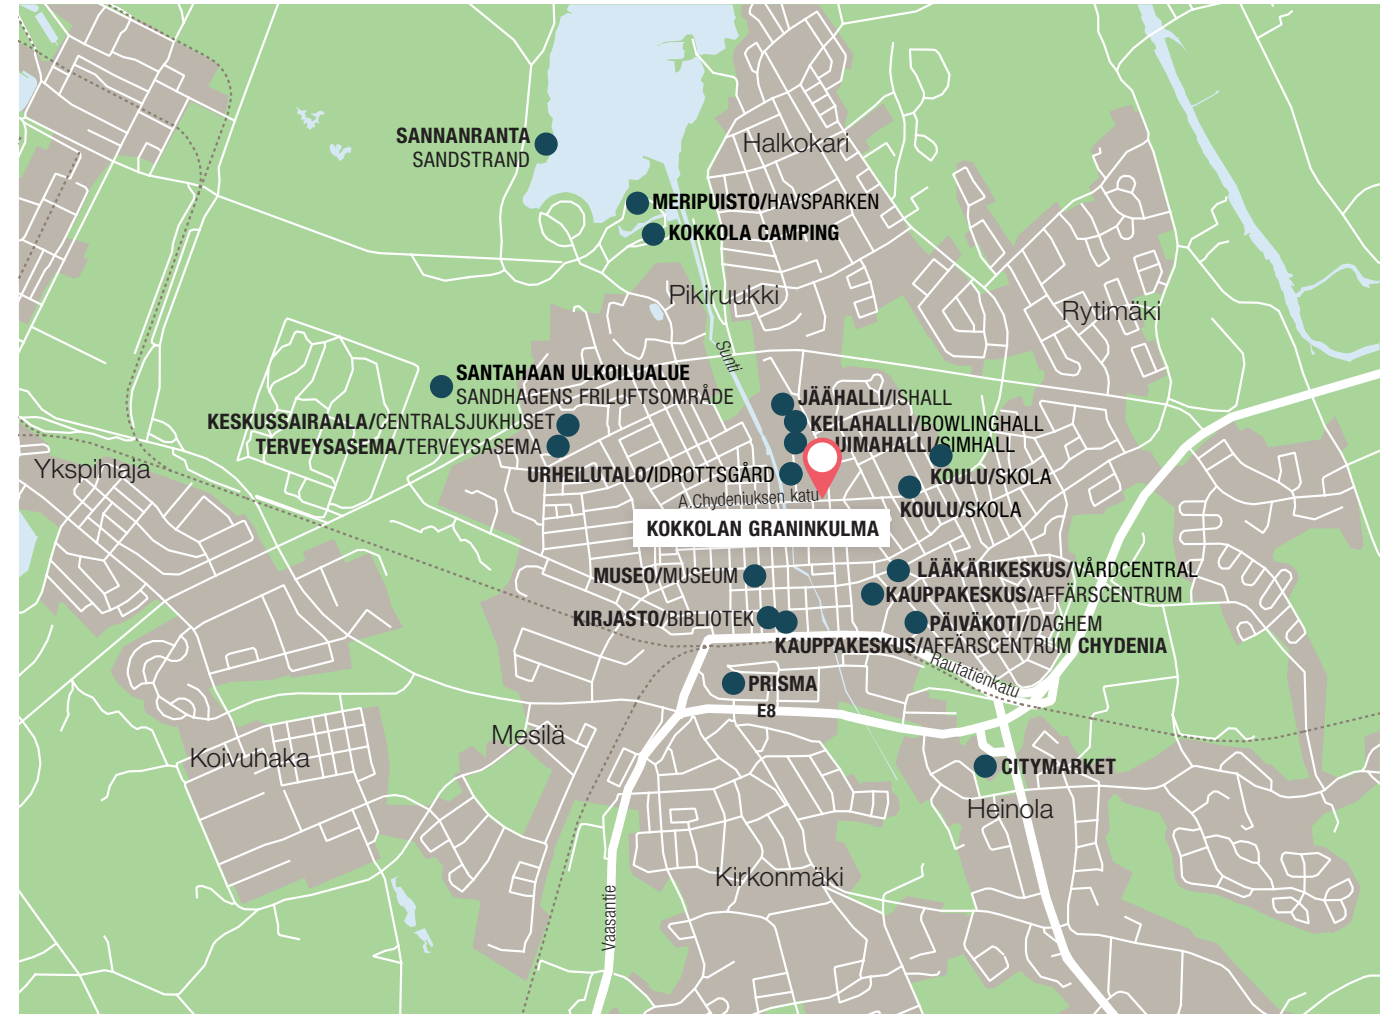 SANNANRANTA
SANDSTRAND
Halkokari
MERIPUISTO/HAVSPARKEN
KOKKOLA CAMPING
Pikiruukki
Rytimäki
Sunti
SANTAHAAN ULKOILUALUE
SANDHAGENS FRILUFTSOMRÅDE
JÄÄHALLI/ISHALL
KESKUSSAIRAALA/CENTRALSJUKHUSET
KEILAHALLI/BOWLINGHALL
TERVEYSASEMA/TERVEYSASEMA
UIMAHALLI/SIMHALL
Ykspihlaja
URHEILUTALO/IDROTTSGÅRD
KOULU/SKOLA
A.Chydeniuksen katu
KOULU/SKOLA
KOKKOLAN GRANINKULMA
MUSEO/MUSEUM
LÄÄKÄRIKESKUS/VÅRDCENTRAL
KAUPPAKESKUS/AFFÄRSCENTRUM
KIRJASTO/BIBLIOTEK
PÄIVÄKOTI/DAGHEM
KAUPPAKESKUS/AFFÄRSCENTRUM CHYDENIA
Rautatienkatu
PRISMA
E8
Mesilä
Koivuhaka
CITYMARKET
Heinola
Kirkonmäki
Vaasantie